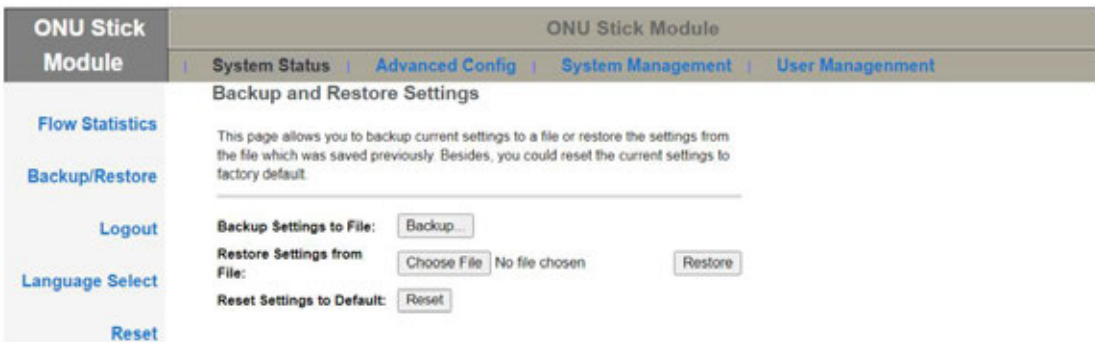 ONU Stick Module
ONU Stick Module
| System Status | Advanced Config | System Management | User Managenment
Backup and Restore Settings
Flow Statistics
Backup/Restore
Logout
Language Select
Reset
This page allows you to backup current settings to a file or restore the settings from
the file which was saved previously. Besides, you could reset the current settings to
factory default.
Backup Settings to File: Backup...
Restore Settings from
File: Choose File No file chosen Restore
Reset Settings to Default: Reset